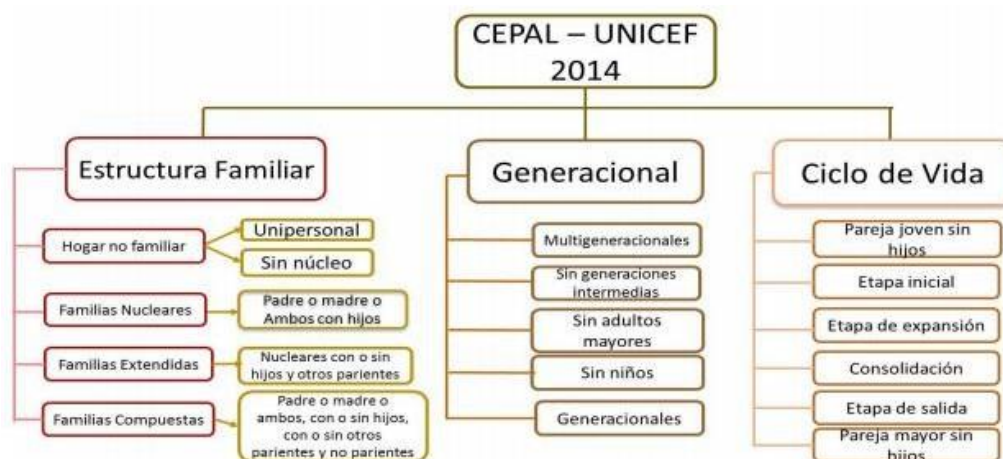 CEPAL – UNICEF
2014
Estructura Familiar
Hogar no familiar
Unipersonal
Sin núcleo
Familias Nucleares
Padre o madre o
Ambos con hijos
Familias Extendidas
Nucleares con o sin
hijos y otros parientes
Familias Compuestas
Padre o madre o
ambos, con o sin hijos,
con o sin otros
parientes y no parientes
Generacional
Multigeneracionales
Sin generaciones
intermedias
Sin adultos
mayores
Sin niños
Generacionales
Ciclo de Vida
Pareja joven sin
hijos
Etapa inicial
Etapa de expansión
Consolidación
Etapa de salida
Pareja mayor sin
hijos